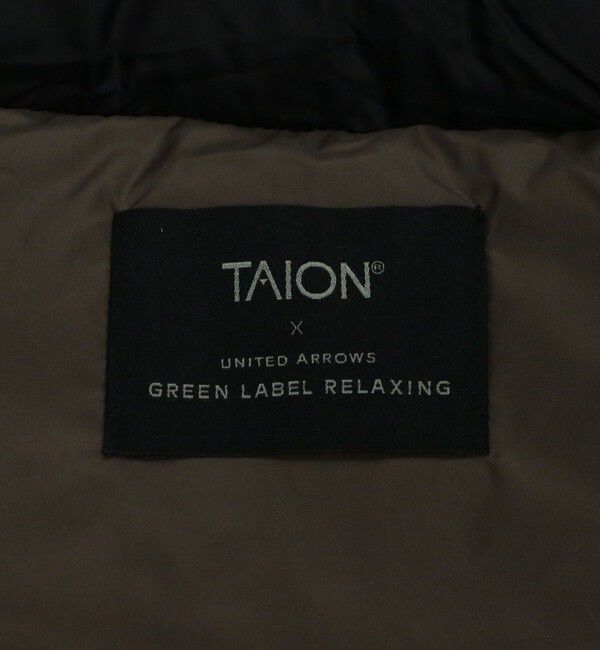 TAION®
X
UNITED ARROWS
GREEN LABEL RELAXING